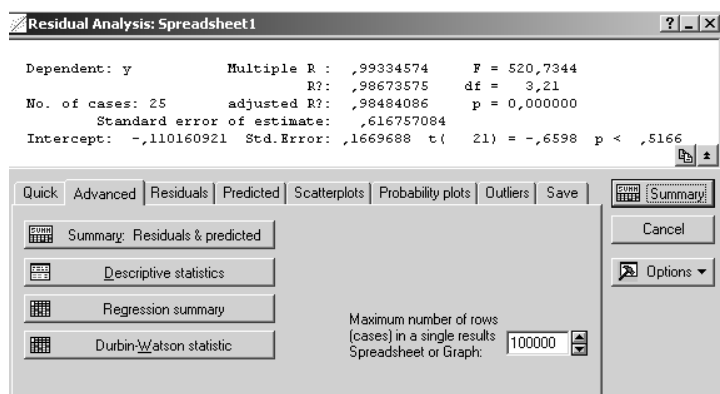 Residual Analysis: Spreadsheet1
Dependent: y Multiple R : ,99334574 F = 520,7344
R?: ,98673575 df = 3,21
No. of cases: 25 adjusted R?: ,98484086 p = 0,000000
Standard error of estimate: ,616757084
Intercept: -,110160921 Std.Error: ,1669688 t( 21) = -,6598 p < ,5166
Quick Advanced Residuals Predicted Scatterplots Probability plots Outliers Save
Summary
Summary: Residuals & predicted
Cancel
Descriptive statistics
Options
Regression summary
Durbin-Watson statistic
Maximum number of rows
(cases) in a single results
Spreadsheet or Graph:
100000